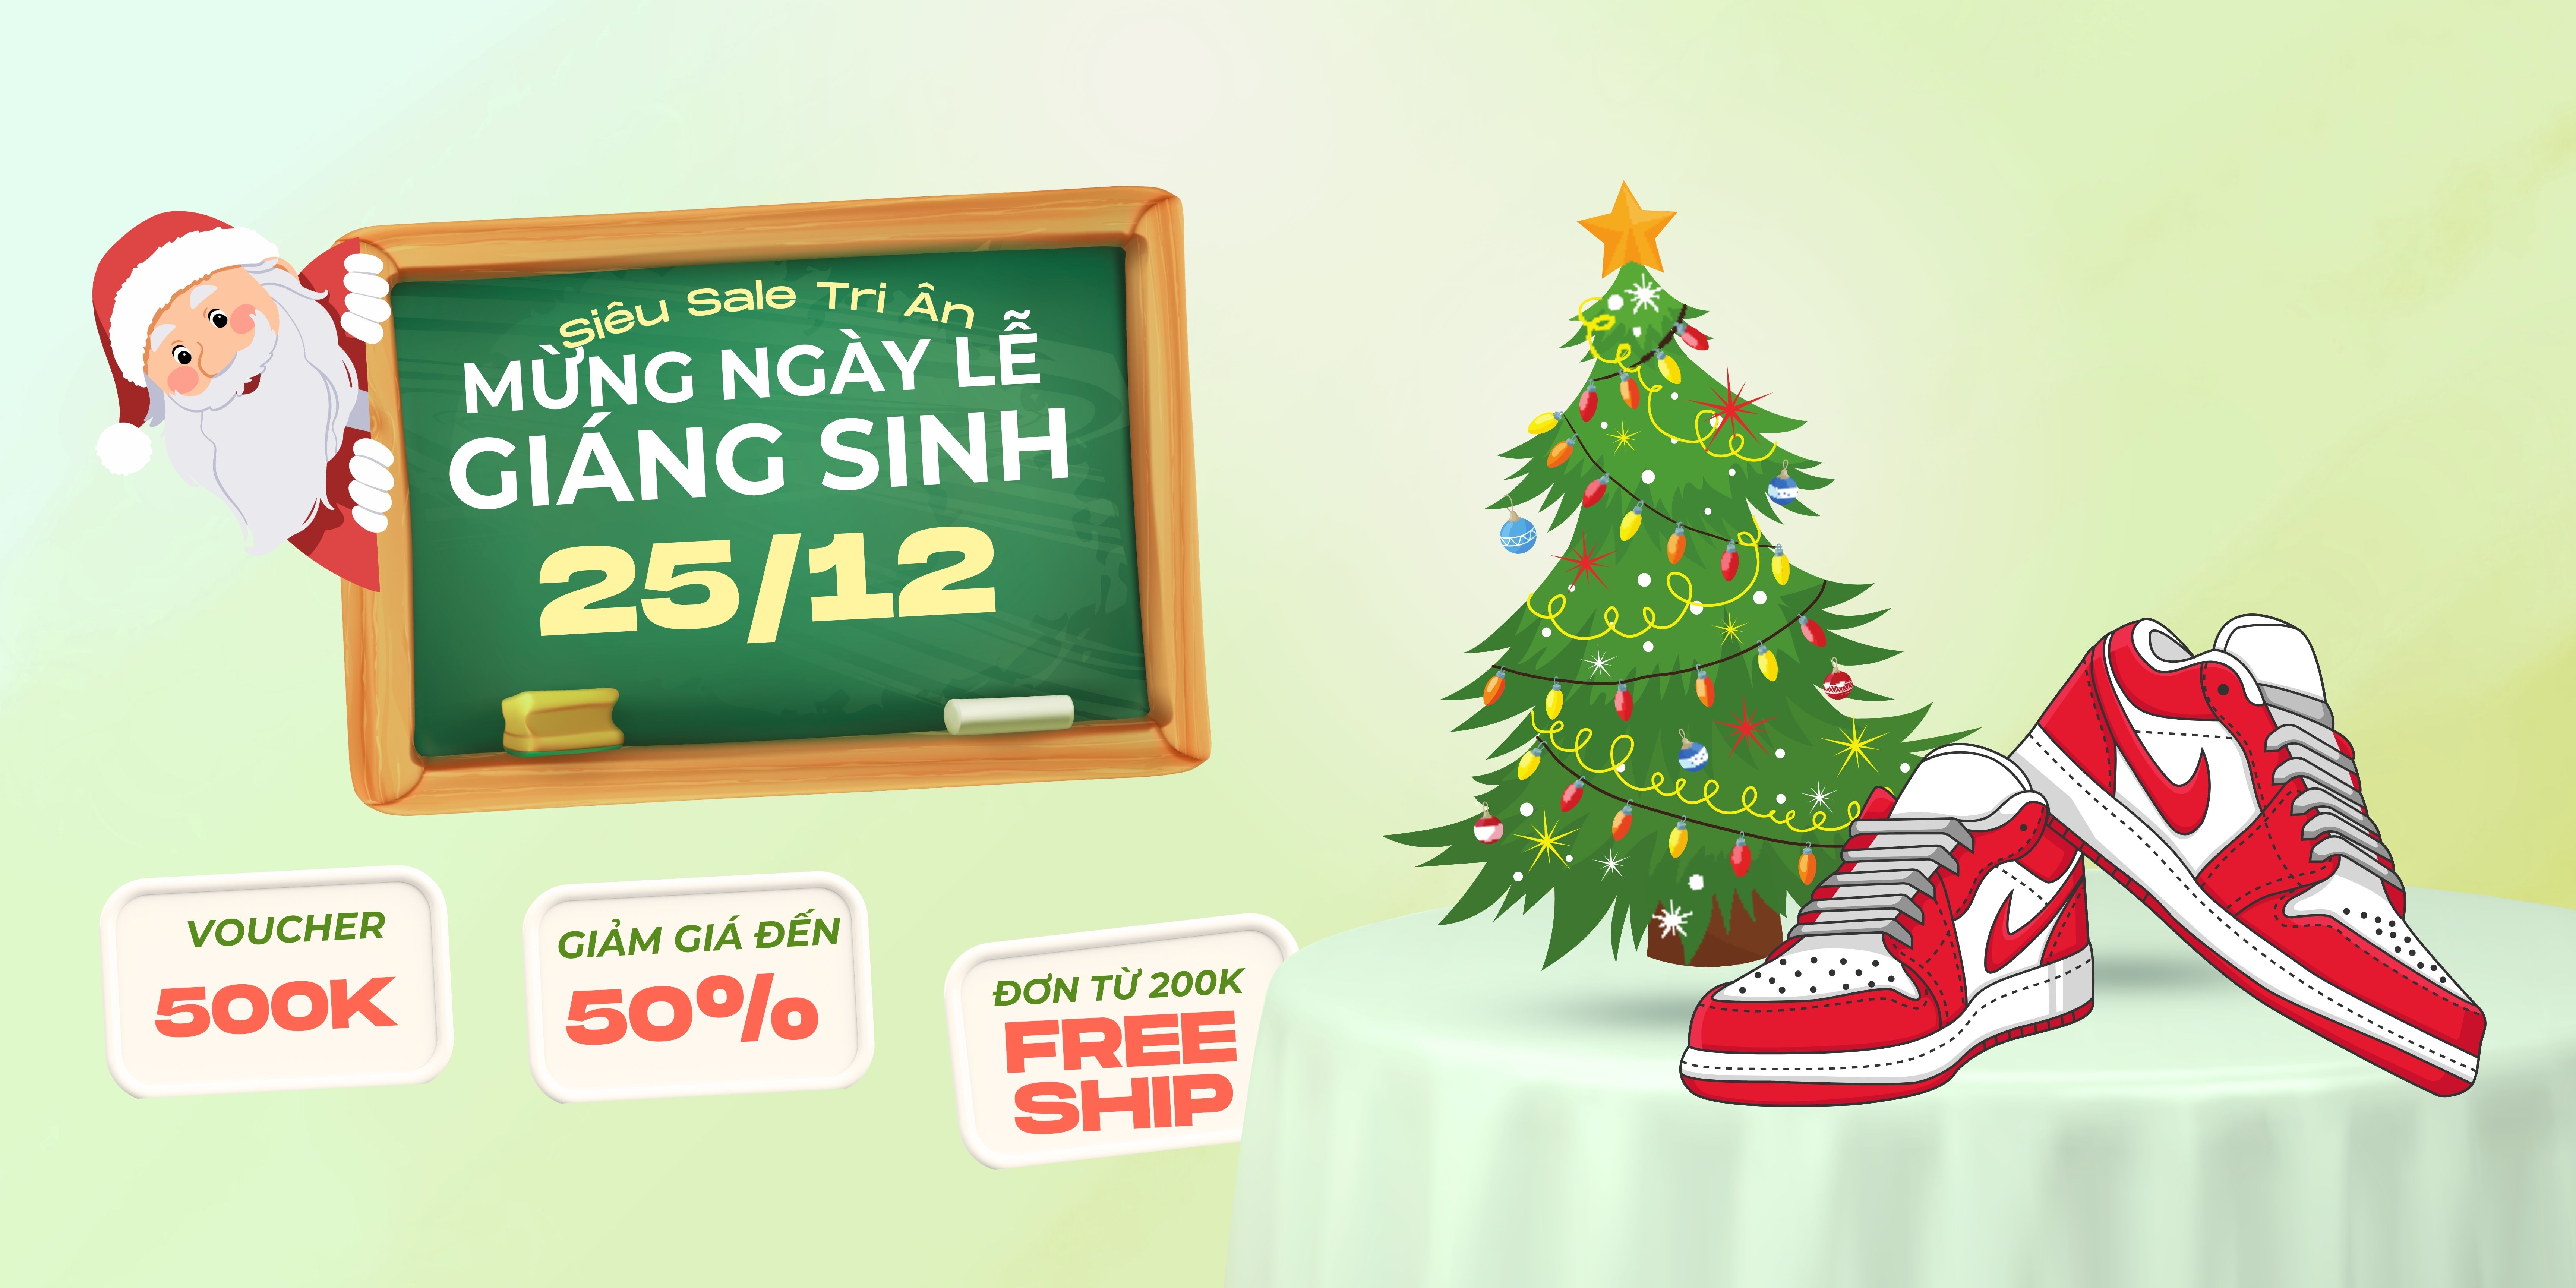 Siêu Sale Tri Ân
MỪNG NGÀY LỄ
GIÁNG SINH
25/12
VOUCHER
500K
GIẢM GIÁ ĐẾN
50%
ĐƠN TỪ 200K
FREE
SHIP